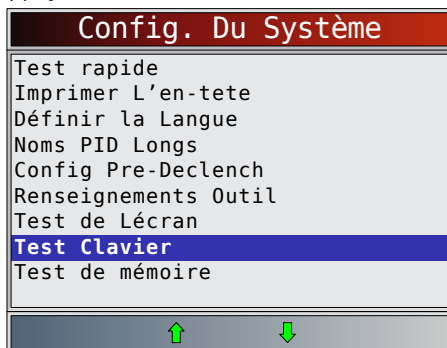 Config. Du Système
Test rapide
Imprimer L’en-tete
Définir la Langue
Noms PID Longs
Config Pre-Declench
Renseignements Outil
Test de Lécran
Test Clavier
Test de mémoire